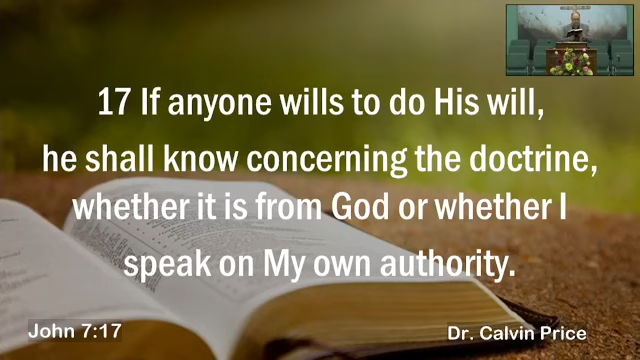 17 If anyone wills to do His will,
he shall know concerning the doctrine,
whether it is from God or whether I
speak on My own authority.
John 7:17
Dr. Calvin Price